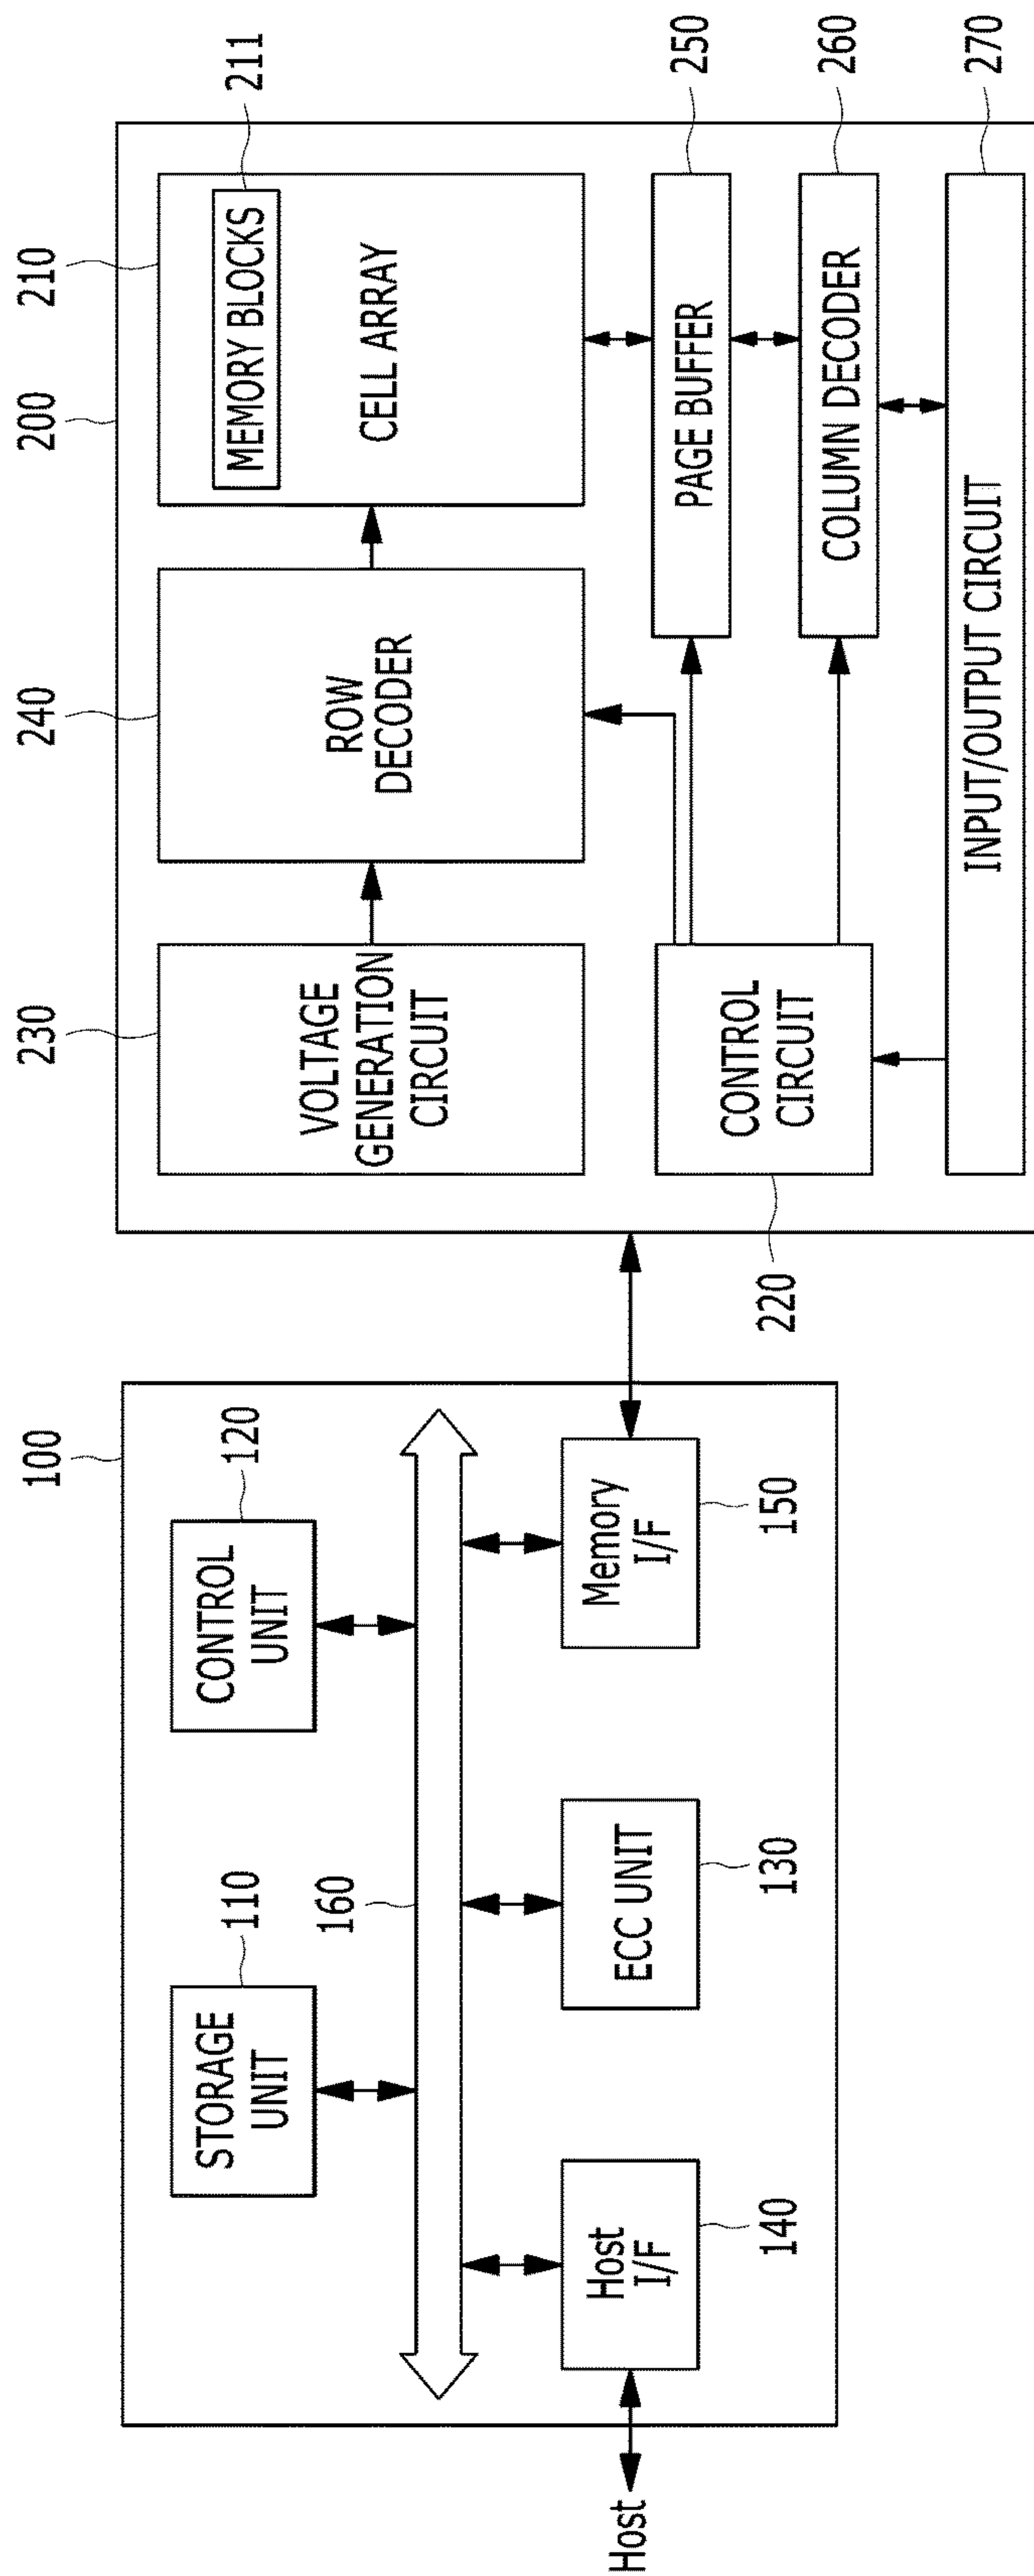 100
STORAGE
UNIT
110
CONTROL
UNIT
120
160
Host
Host
I/F
140
ECC UNIT
130
Memory
I/F
150
200
230
VOLTAGE
GENERATION
CIRCUIT
240
ROW
DECODER
210
MEMORY BLOCKS
211
CELL ARRAY
CONTROL
CIRCUIT
220
PAGE BUFFER
250
COLUMN DECODER
260
INPUT/OUTPUT CIRCUIT
270